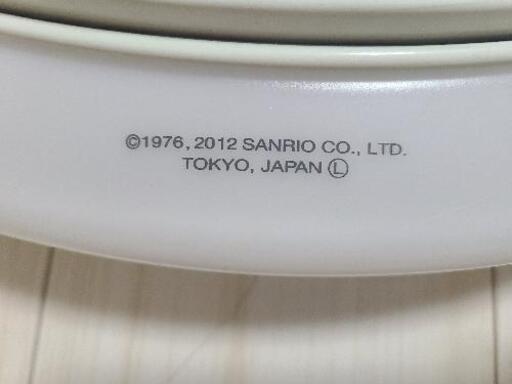 ©1976, 2012 SANRIO CO., LTD.
TOKYO, JAPAN Ⓛ